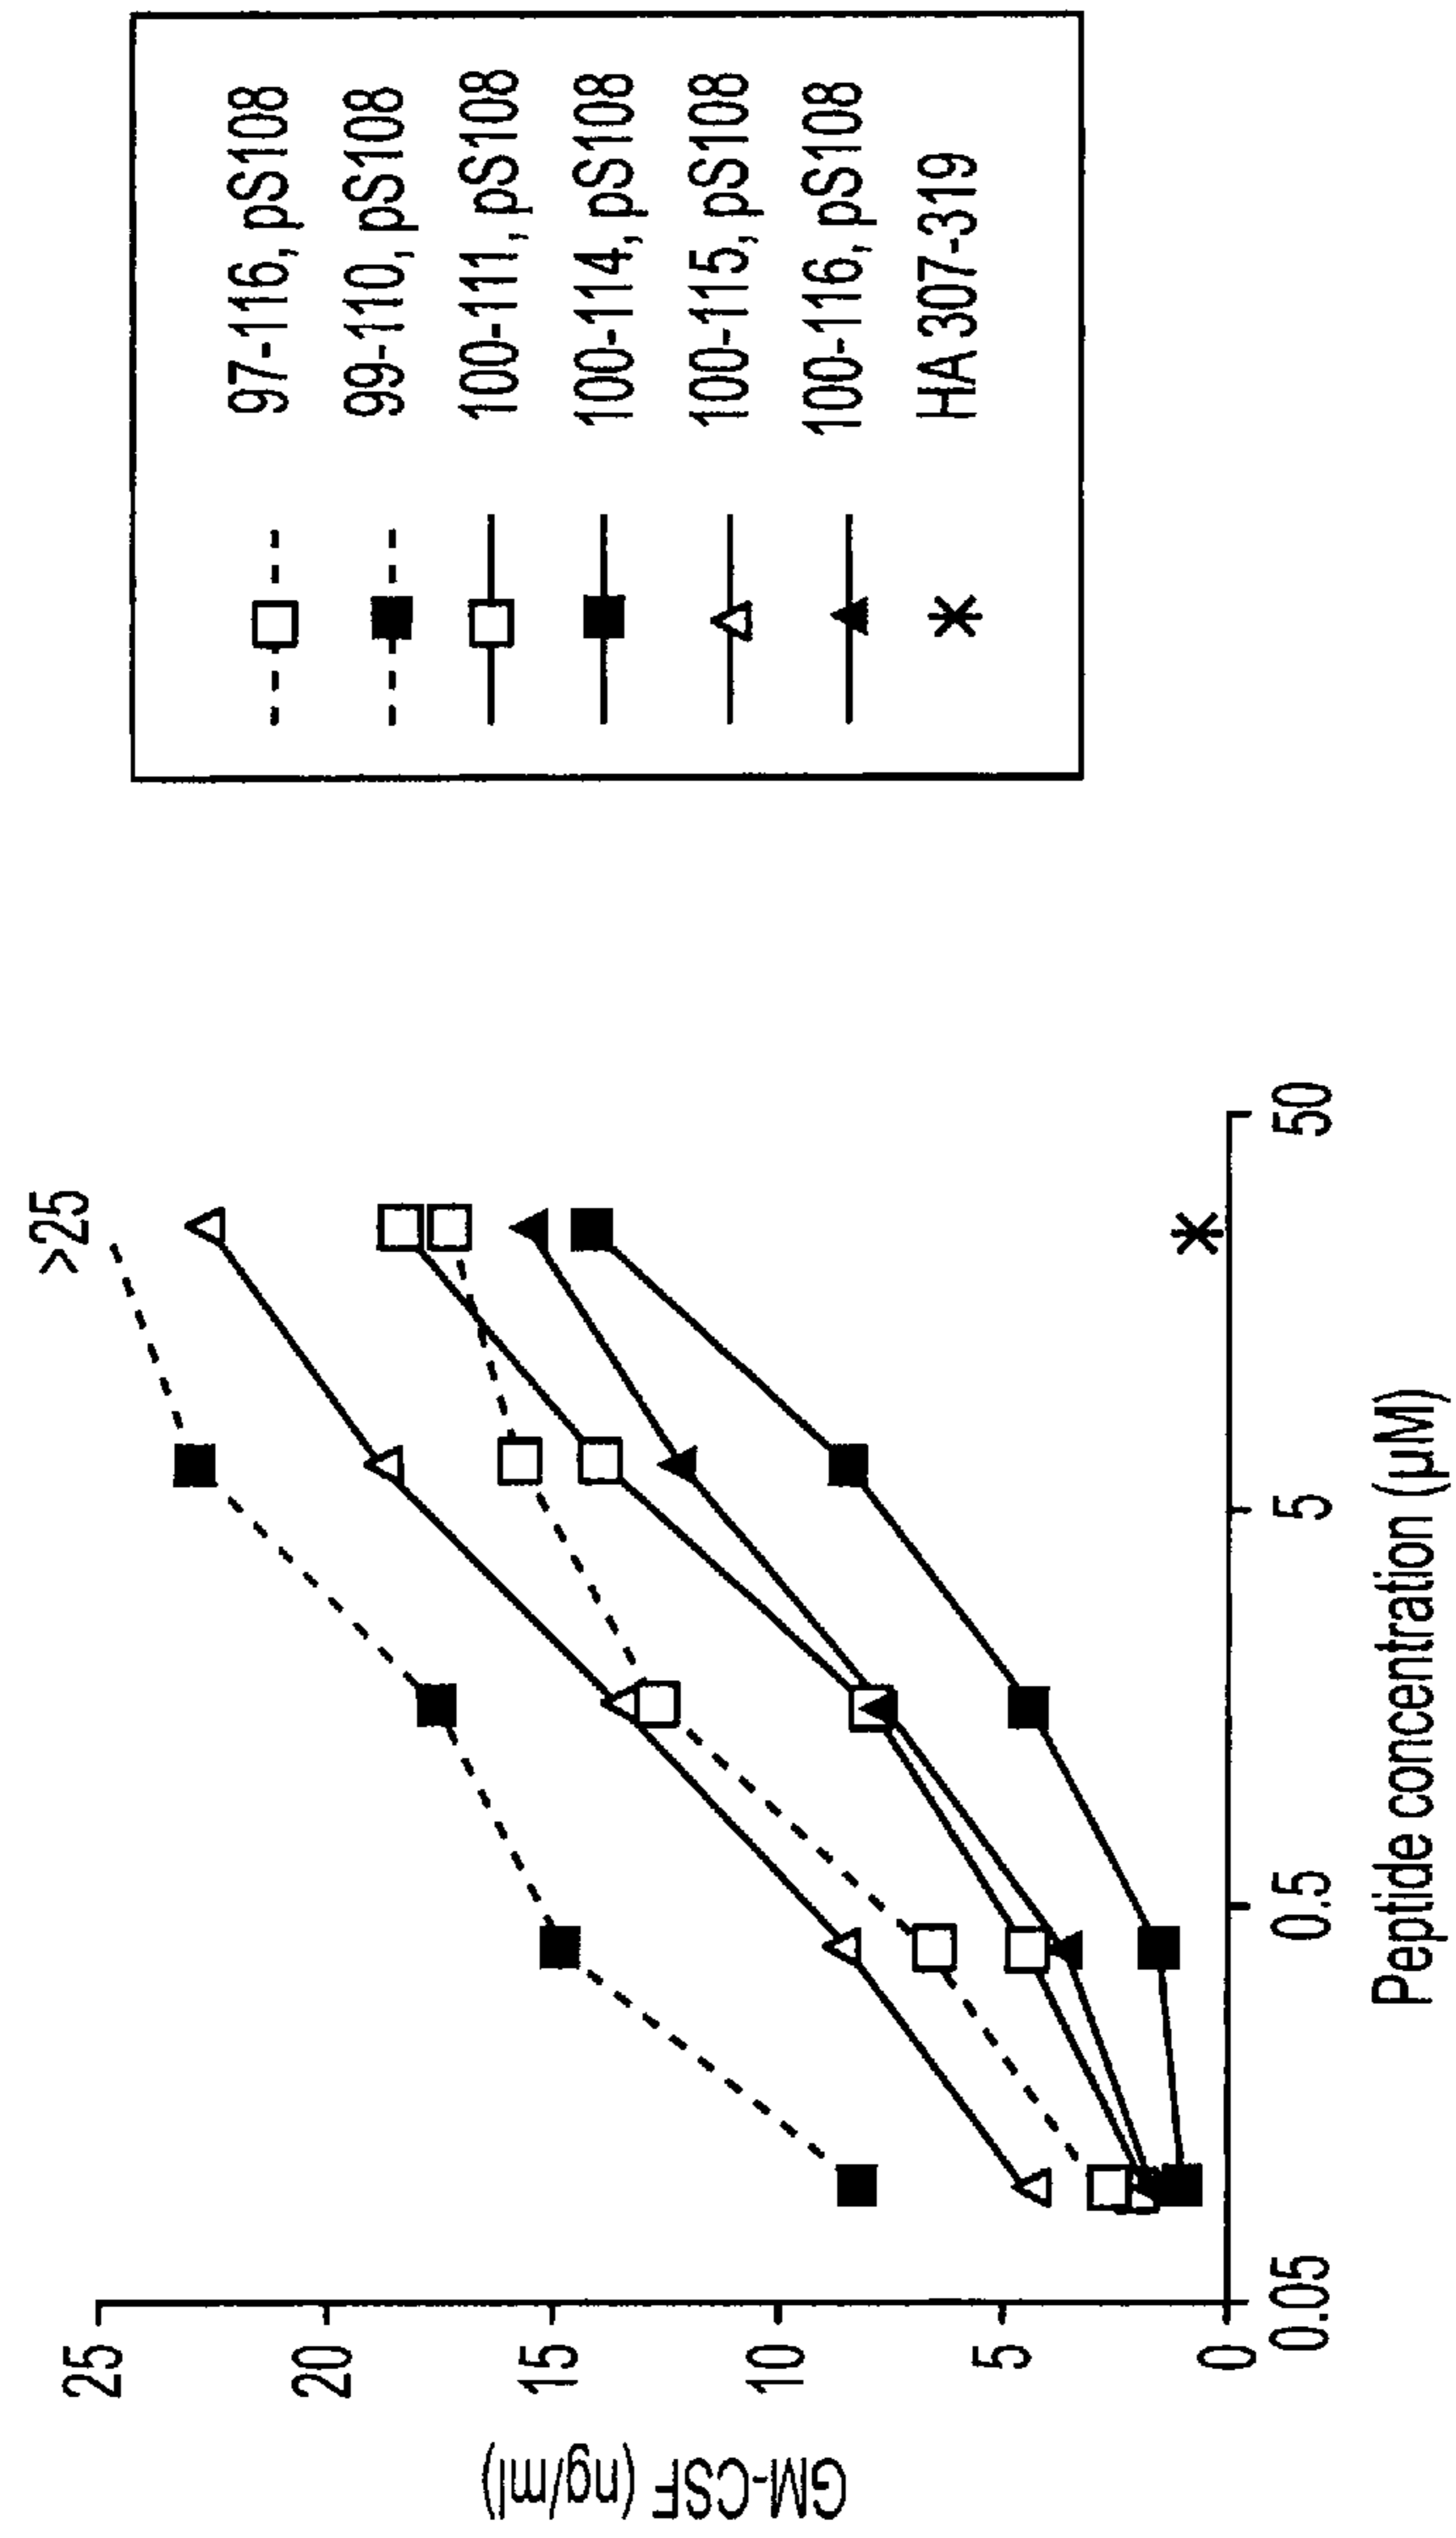 GM-CSF (ng/ml)
25
20
15
10
5
0
>25
0.05
0.5
5
50
Peptide concentration (µM)
97-116, pS108
99-110, pS108
100-111, pS108
100-114, pS108
100-115, pS108
100-116, pS108
HA 307-319